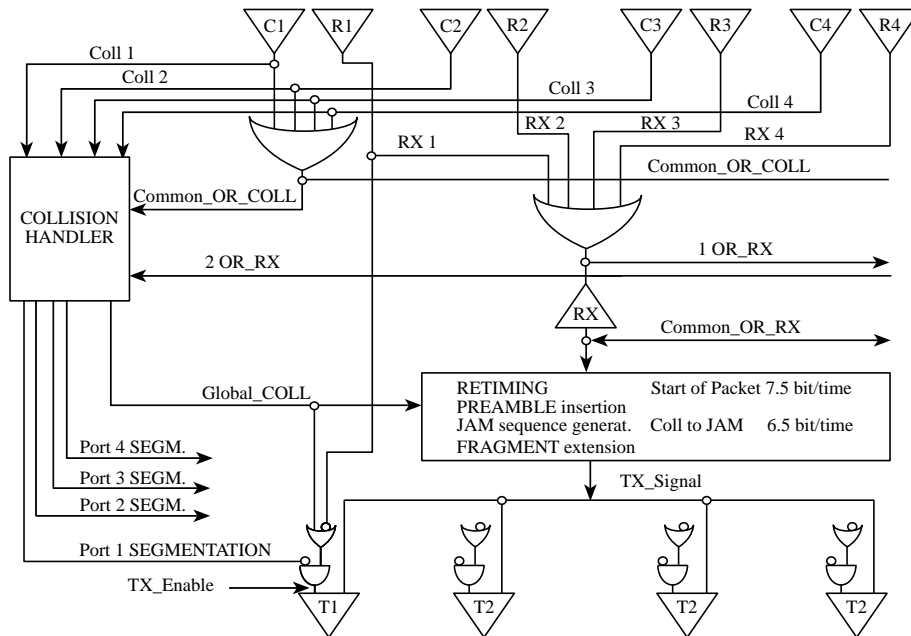 C1 R1 C2 R2 C3 R3 C4 R4
Coll 1
Coll 2
Coll 3
Coll 4
RX 1
RX 2
RX 3
RX 4
Common_OR_COLL
Common_OR_COLL
COLLISION
HANDLER
2 OR_RX
1 OR_RX
RX
Common_OR_RX
Global_COLL
RETIMING Start of Packet 7.5 bit/time
PREAMBLE insertion
JAM sequence generat. Coll to JAM 6.5 bit/time
FRAGMENT extension
Port 4 SEGM.
Port 3 SEGM.
Port 2 SEGM.
TX_Signal
Port 1 SEGMENTATION
TX_Enable
T1 T2 T2 T2